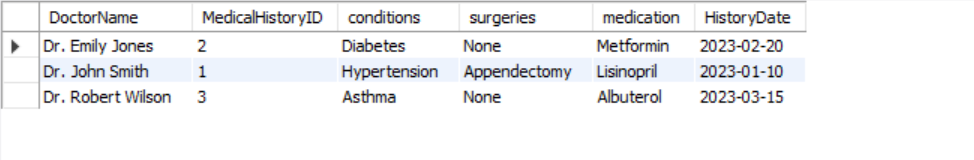 DoctorName MedicalHistoryID conditions surgeries medication HistoryDate
Dr. Emily Jones 2 Diabetes None Metformin 2023-02-20
Dr. John Smith 1 Hypertension Appendectomy Lisinopril 2023-01-10
Dr. Robert Wilson 3 Asthma None Albuterol 2023-03-15